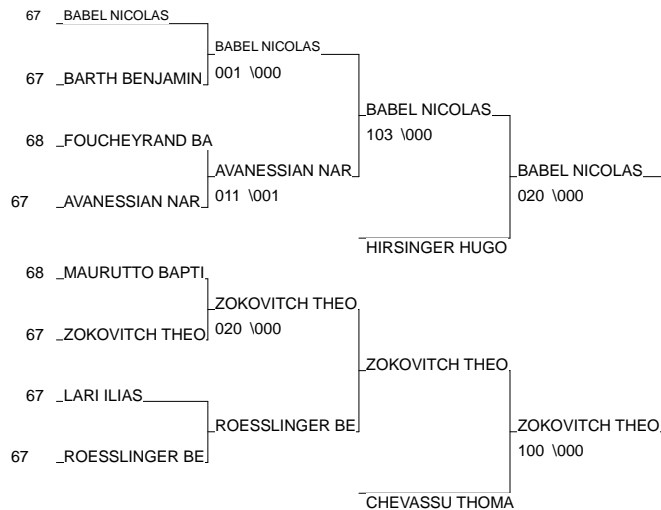 67 BABEL NICOLAS
BABEL NICOLAS
67 BARTH BENJAMIN
001 \000
BABEL NICOLAS
103 \000
68 FOUCHEYRAND BA
AVANESSIAN NAR
011 \001
67 AVANESSIAN NAR
BABEL NICOLAS
020 \000
HIRSINGER HUGO
68 MAURUTTO BAPTI
ZOKOVITCH THEO
020 \000
67 ZOKOVITCH THEO
ZOKOVITCH THEO
67 LARI ILIAS
ROESSLINGER BE
67 ROESSLINGER BE
ZOKOVITCH THEO
100 \000
CHEVASSU THOMA